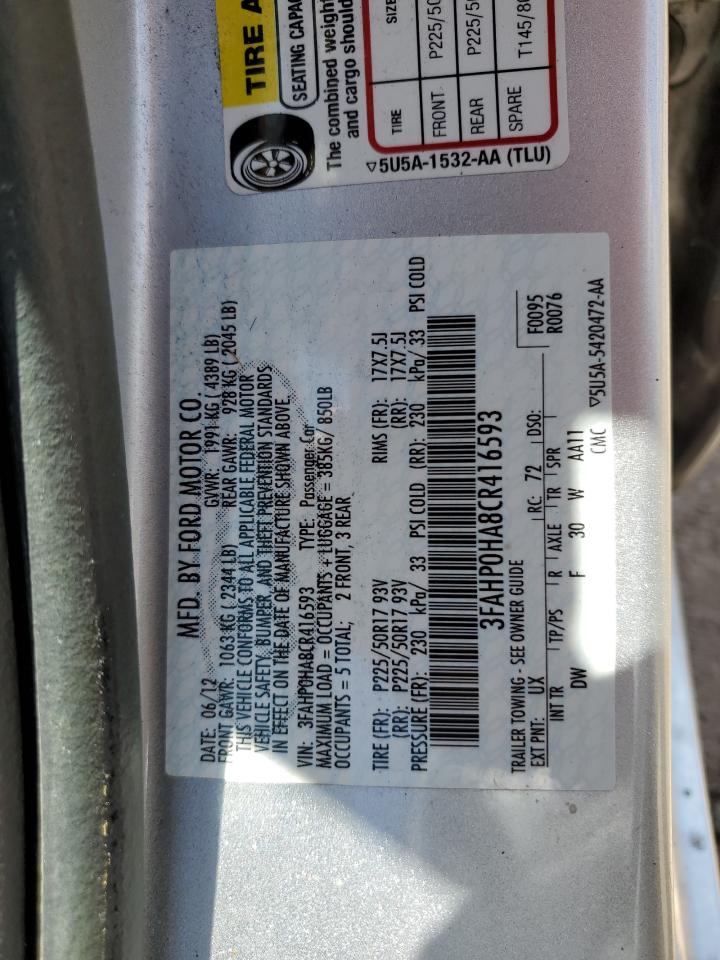 MFD. BY FORD MOTOR CO.
DATE: 06/12 GVWR: 1991 KG ( 4389 LB)
FRONT GAWR: 1063 KG ( 2344 LB) REAR GAWR: 928 KG ( 2045 LB)
THIS VEHICLE CONFORMS TO ALL APPLICABLE FEDERAL MOTOR
VEHICLE SAFETY, BUMPER, AND THEFT PREVENTION STANDARDS
IN EFFECT ON THE DATE OF MANUFACTURE SHOWN ABOVE.
VIN: 3FAHP0HA8CR416593 TYPE: Passenger Car
MAXIMUM LOAD = OCCUPANTS + LUGGAGE = 385KG/ 850LB
OCCUPANTS = 5 TOTAL; 2 FRONT, 3 REAR
TIRE (FR): P225/50R17 93V RIMS (FR): 17X7.5J
(RR): P225/50R17 93V (RR): 17X7.5J
PRESSURE (FR): 230 kPa/ 33 PSI COLD (RR): 230 kPa/ 33 PSI COLD
3FAHP0HA8CR416593
TRAILER TOWING - SEE OWNER GUIDE F0095
EXT PNT: UX RC: 72 DSO: R0076
INT TR TP/PS R AXLE TR SPR
DW F 30 W AA11
CMC ▽5U5A-5420472-AA
TIRE A
SEATING CAPA
The combined weight
and cargo should
TIRE SIZE
FRONT P225/50
REAR P225/50
SPARE T145/80
▽5U5A-1532-AA (TLU)